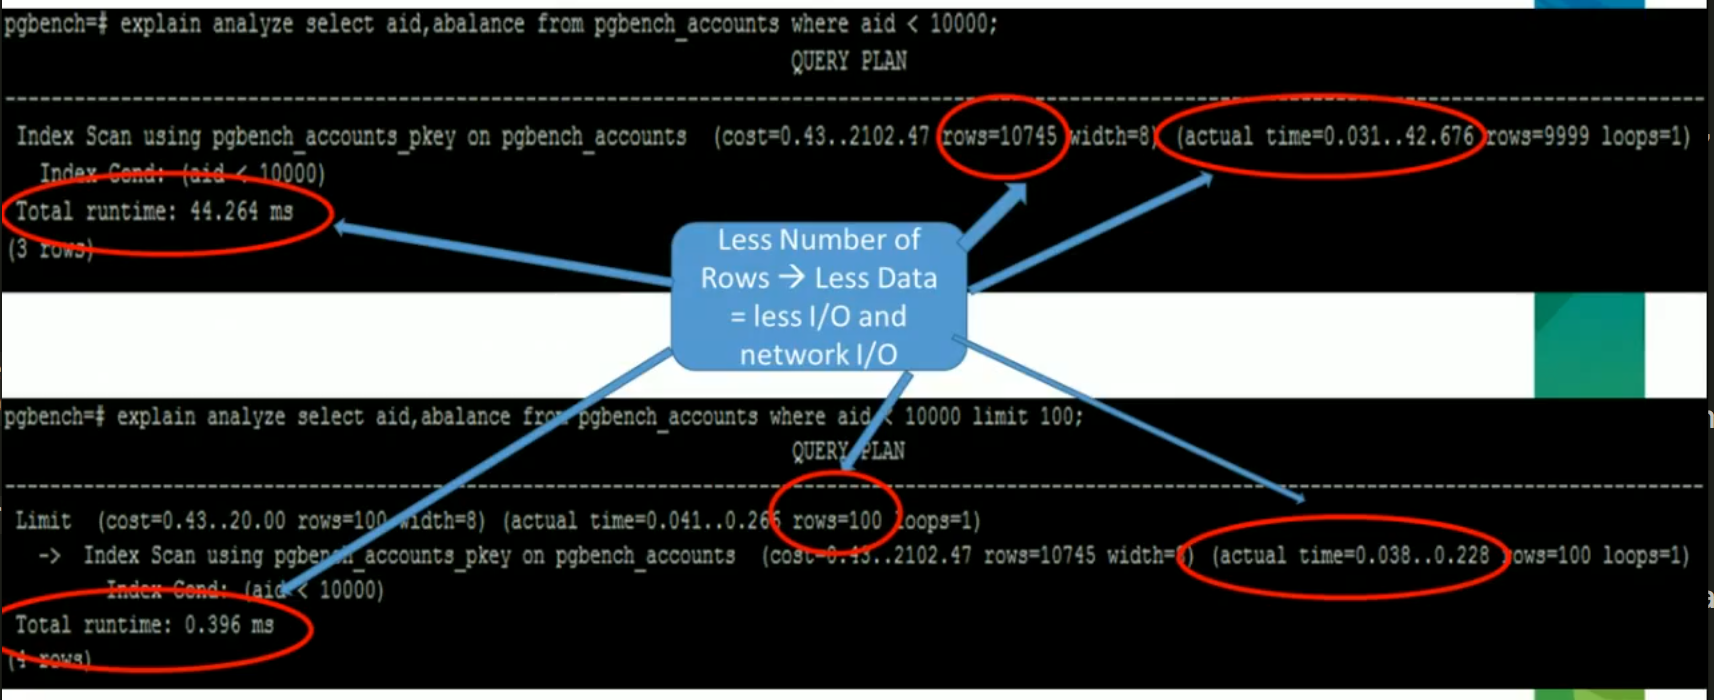 pgbench=# explain analyze select aid,abalance from pgbench_accounts where aid < 10000;
QUERY PLAN
--------------------------------------------------------------------------------
Index Scan using pgbench_accounts_pkey on pgbench_accounts (cost=0.43..2102.47 rows=10745 width=8) (actual time=0.031..42.676 rows=9999 loops=1)
Index Cond: (aid < 10000)
Total runtime: 44.264 ms
(3 rows)
Less Number of
Rows → Less Data
= less I/O and
network I/O
pgbench=# explain analyze select aid,abalance from pgbench_accounts where aid < 10000 limit 100;
QUERY PLAN
--------------------------------------------------------------------------------
Limit (cost=0.43..20.00 rows=100 width=8) (actual time=0.041..0.266 rows=100 loops=1)
-> Index Scan using pgbench_accounts_pkey on pgbench_accounts (cost=0.43..2102.47 rows=10745 width=8) (actual time=0.038..0.228 rows=100 loops=1)
Index Cond: (aid < 10000)
Total runtime: 0.396 ms
(4 rows)